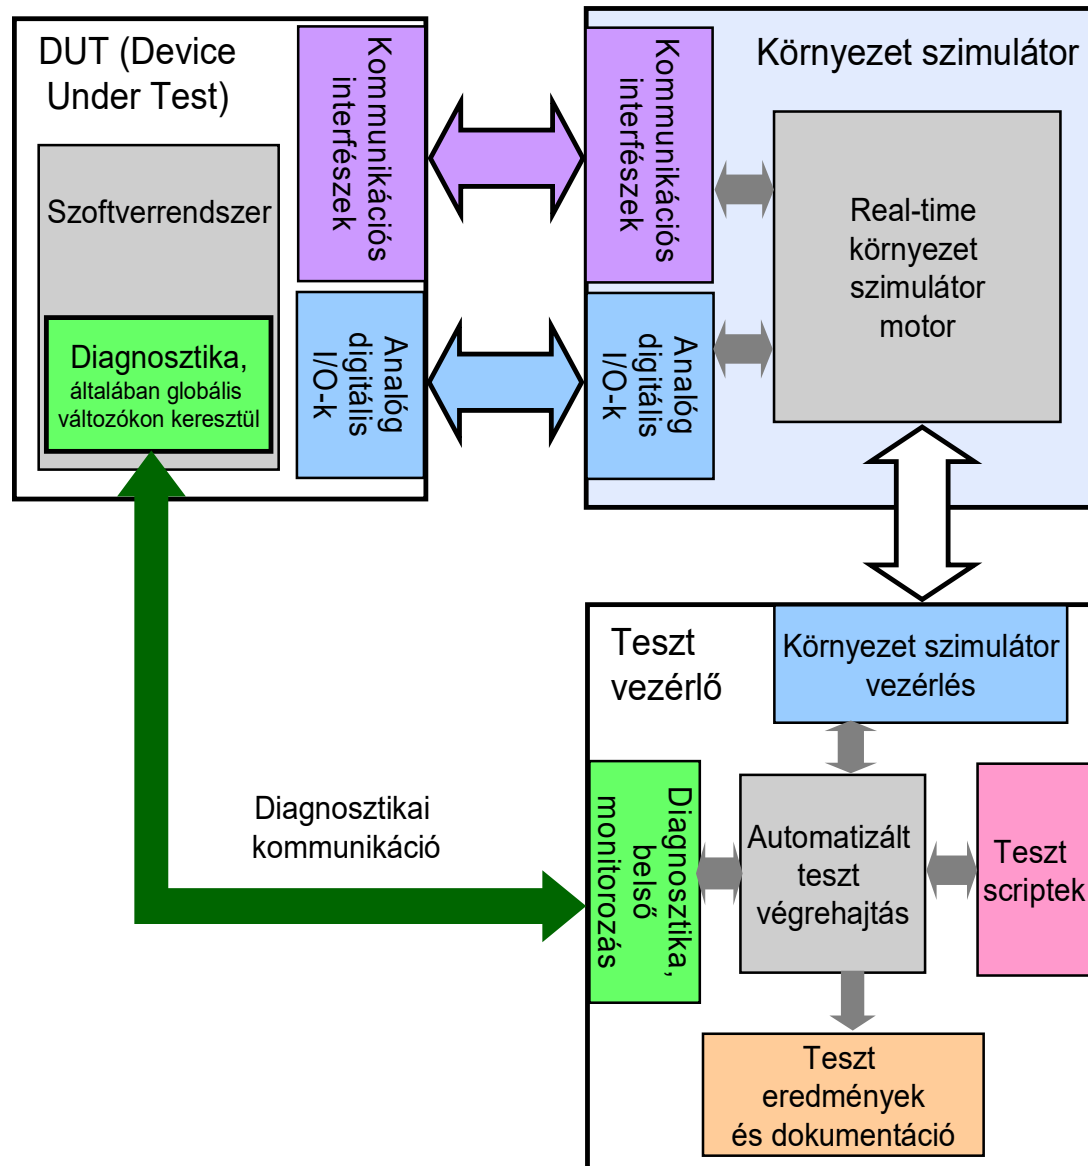 DUT (Device
Under Test)
Kommunikációs
interfészek
Szoftverrendszer
Diagnosztika,
általában globális
változókon keresztül
Analóg
digitális
I/O-k
Kommunikációs
interfészek
Analóg
digitális
I/O-k
Környezet szimulátor
Real-time
környezet
szimulátor
motor
Teszt
vezérlő
Környezet szimulátor
vezérlés
Diagnosztikai
kommunikáció
Diagnosztika,
belső
monitorozás
Automatizált
teszt
végrehajtás
Teszt
scriptek
Teszt
eredmények
és dokumentáció